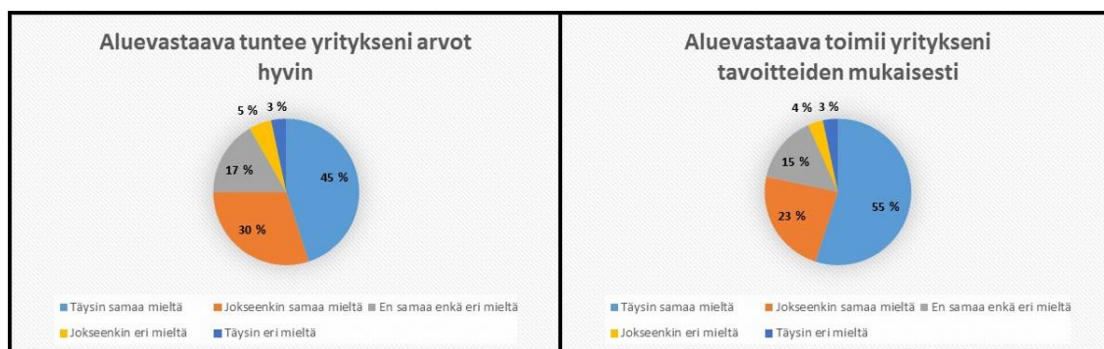 Aluevastaava tuntee yritykseni arvot
hyvin
5 %
3 %
17 %
45 %
30 %
Täysin samaa mieltä
Jokseenkin samaa mieltä
En samaa enkä eri mieltä
Jokseenkin eri mieltä
Täysin eri mieltä
Aluevastaava toimii yritykseni
tavoitteiden mukaisesti
4 %
3 %
15 %
55 %
23 %
Täysin samaa mieltä
Jokseenkin samaa mieltä
En samaa enkä eri mieltä
Jokseenkin eri mieltä
Täysin eri mieltä